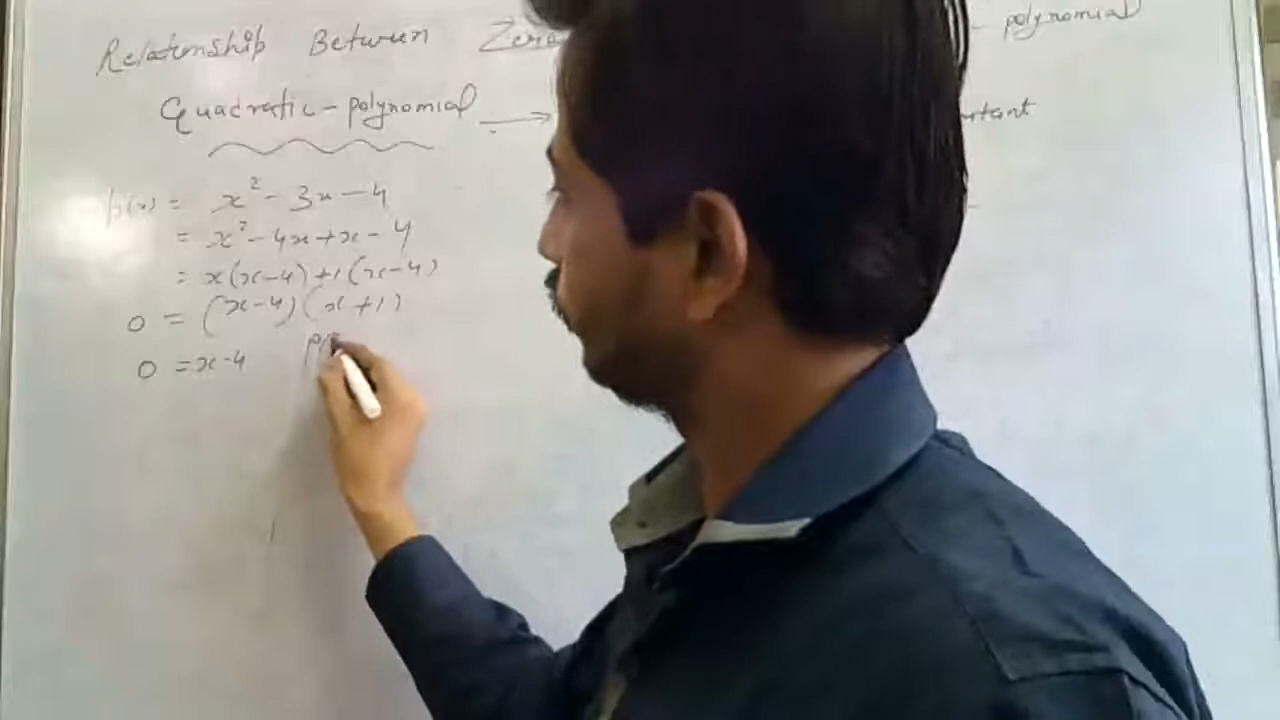 Relationship Between Zero - polynomial
Quadratic-polynomial → rtant
p(x) = x² - 3x - 4
= x² - 4x + x - 4
= x(x-4)+1(x-4)
0 = (x-4)(x+1)
0 = x-4